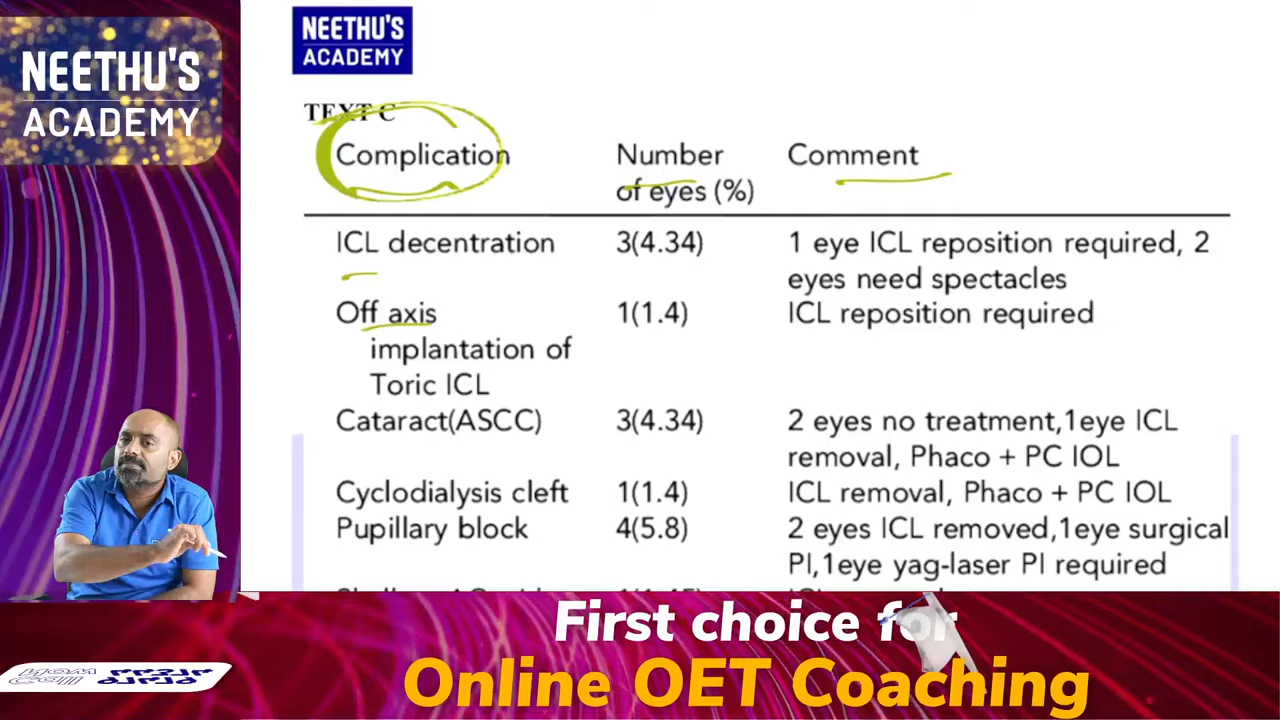 NEETHU'S
ACADEMY
NEETHU'S
ACADEMY
TEXT C
Complication Number Comment
of eyes (%)
ICL decentration 3(4.34) 1 eye ICL reposition required, 2
eyes need spectacles
Off axis 1(1.4) ICL reposition required
implantation of
Toric ICL
Cataract(ASCC) 3(4.34) 2 eyes no treatment,1eye ICL
removal, Phaco + PC IOL
Cyclodialysis cleft 1(1.4) ICL removal, Phaco + PC IOL
Pupillary block 4(5.8) 2 eyes ICL removed,1eye surgical
PI,1eye yag-laser PI required
First choice for
Online OET Coaching